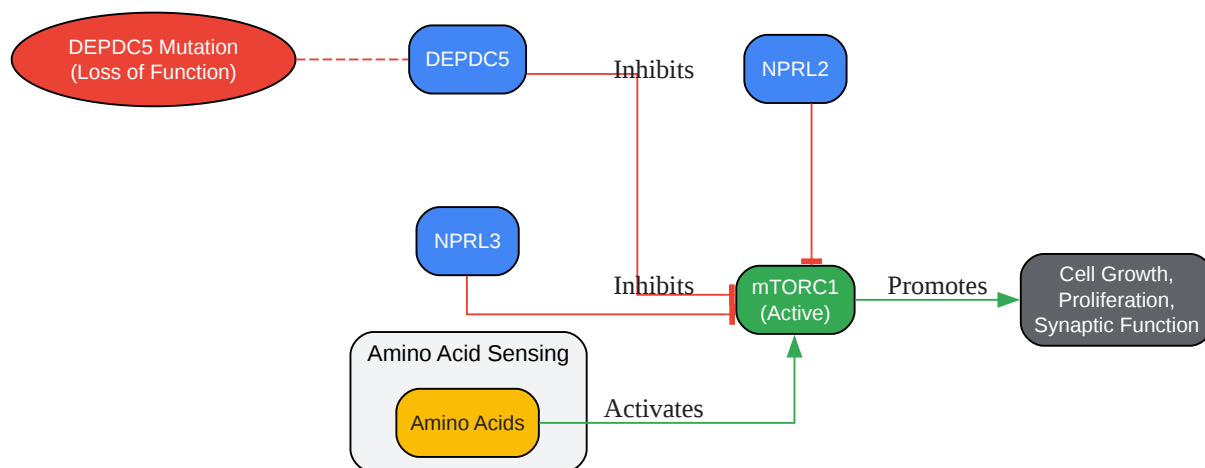 DEPDC5 Mutation
(Loss of Function)
DEPDC5
Inhibits
NPRL2
NPRL3
Inhibits
mTORC1
(Active)
Promotes
Cell Growth,
Proliferation,
Synaptic Function
Amino Acid Sensing
Amino Acids
Activates